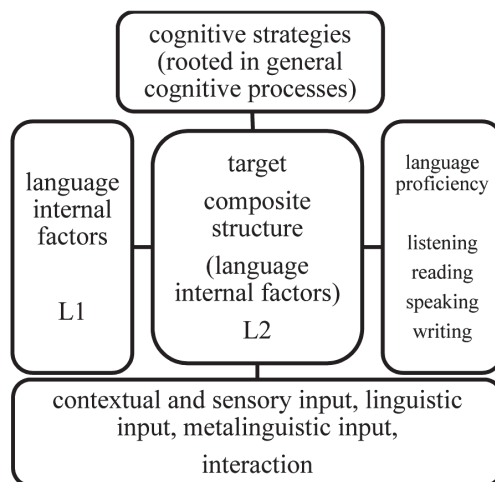 cognitive strategies
(rooted in general
cognitive processes)
language
internal
factors
L1
target
composite
structure
(language
internal factors)
L2
language
proficiency
listening
reading
speaking
writing
contextual and sensory input, linguistic
input, metalinguistic input,
interaction